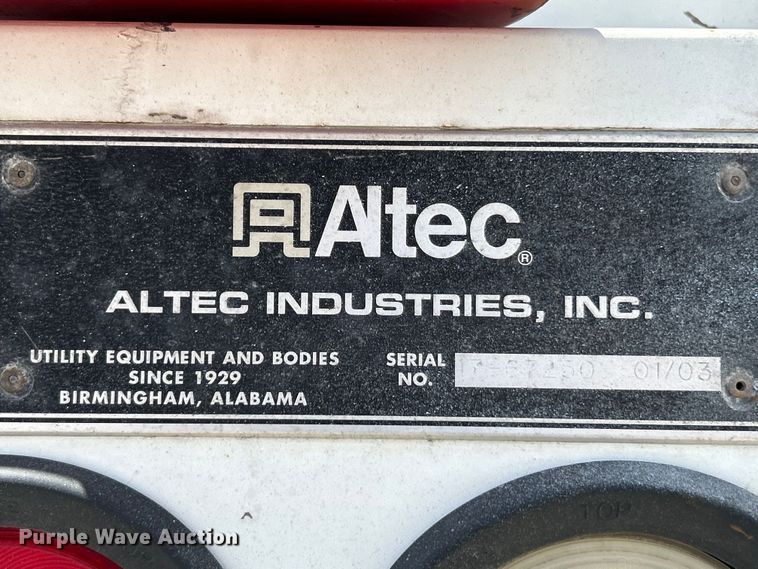 Altec®
ALTEC INDUSTRIES, INC.
UTILITY EQUIPMENT AND BODIES
SINCE 1929
BIRMINGHAM, ALABAMA
SERIAL
NO.
01/03
TOP
Purple Wave Auction®